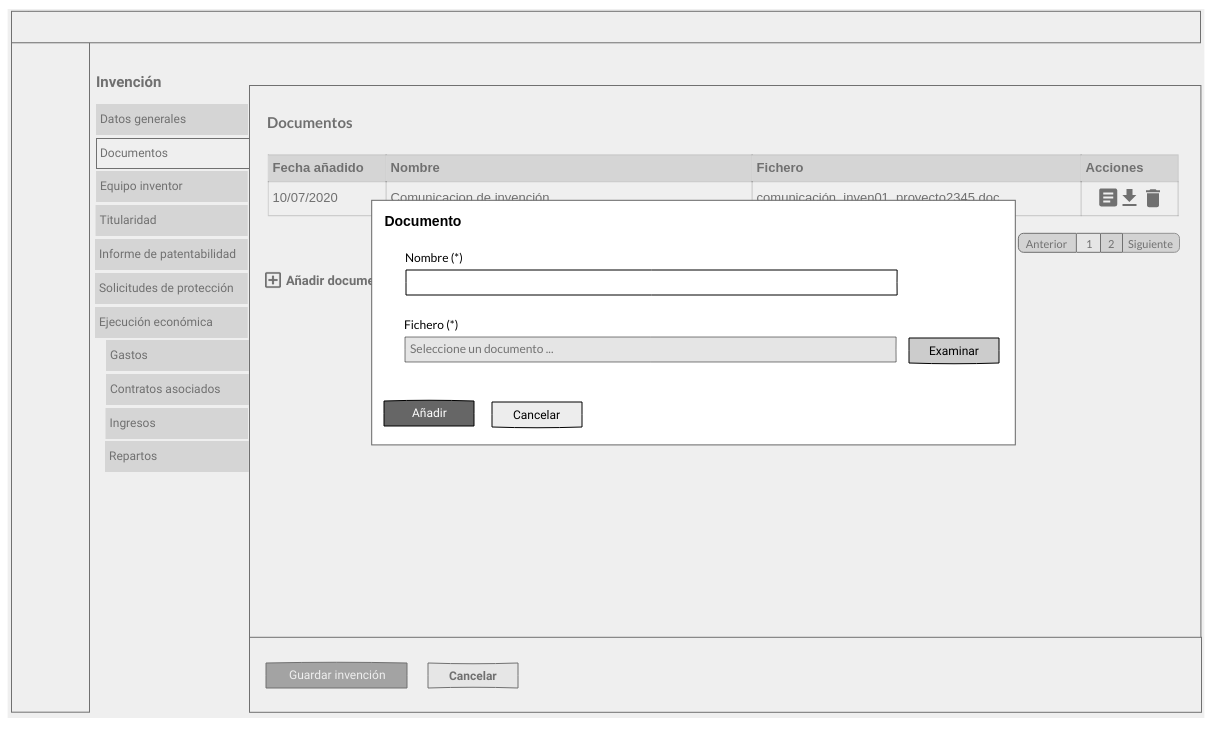 Invención
Datos generales
Documentos
Equipo inventor
Titularidad
Informe de patentabilidad
Solicitudes de protección
Ejecución económica
Gastos
Contratos asociados
Ingresos
Repartos
Documentos
Fecha añadido Nombre Fichero Acciones
10/07/2020 Comunicacion de invención comunicación_inven01_proyecto2345.doc
Anterior 1 2 Siguiente
Añadir docume
Documento
Nombre (*)
Fichero (*)
Seleccione un documento ... Examinar
Añadir Cancelar
Guardar invención Cancelar